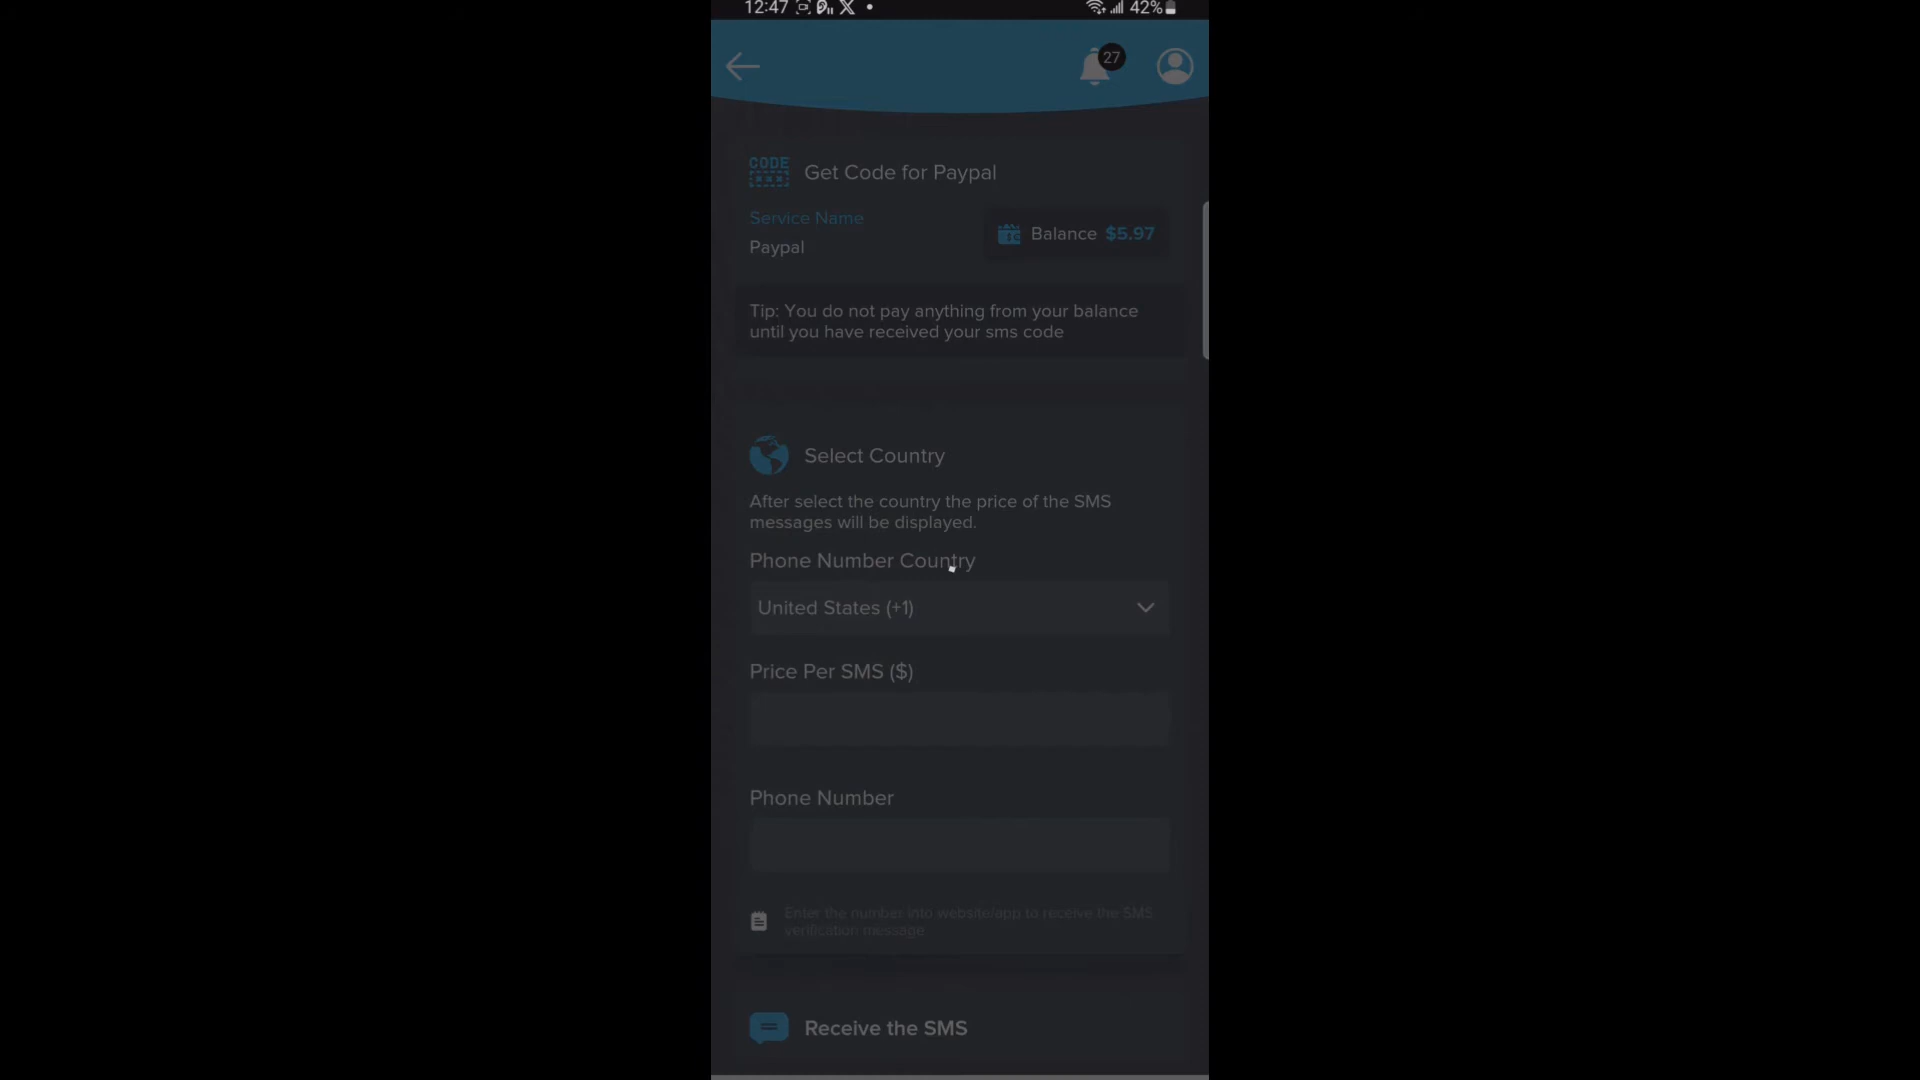 12:47
42%
27
CODE
Get Code for Paypal
Service Name
Paypal
Balance $5.97
Tip: You do not pay anything from your balance
until you have received your sms code
Select Country
After select the country the price of the SMS
messages will be displayed.
Phone Number Country
United States (+1)
Price Per SMS ($)
Phone Number
Enter the number into website/app to receive the SMS
verification message
Receive the SMS